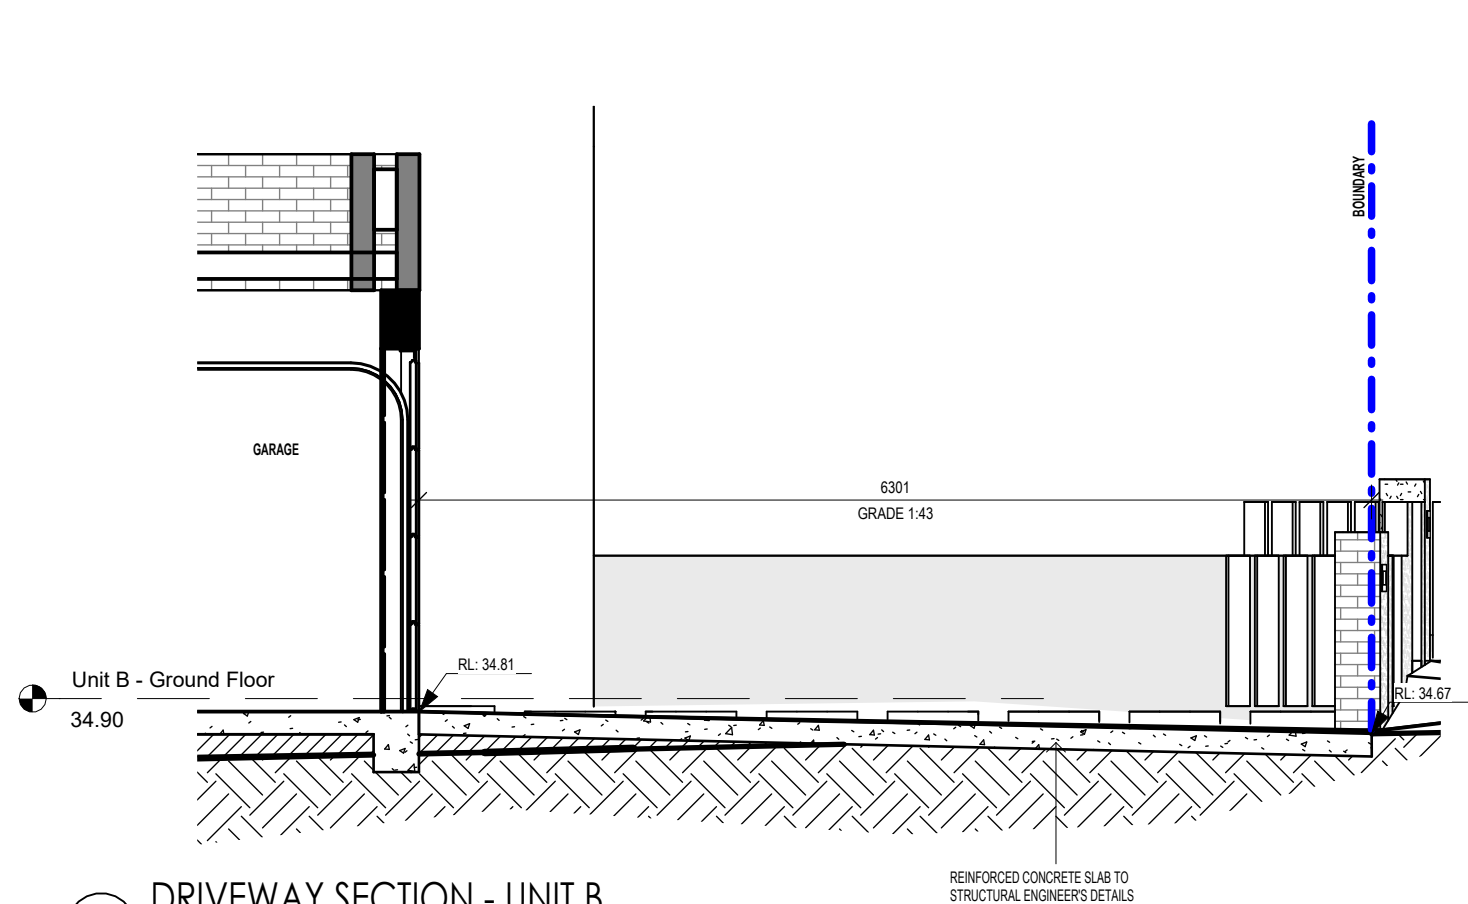 BOUNDARY
GARAGE
6301
GRADE 1:43
RL: 34.81
Unit B - Ground Floor
34.90
RL: 34.67
REINFORCED CONCRETE SLAB TO
STRUCTURAL ENGINEER'S DETAILS
DRIVEWAY SECTION - UNIT B